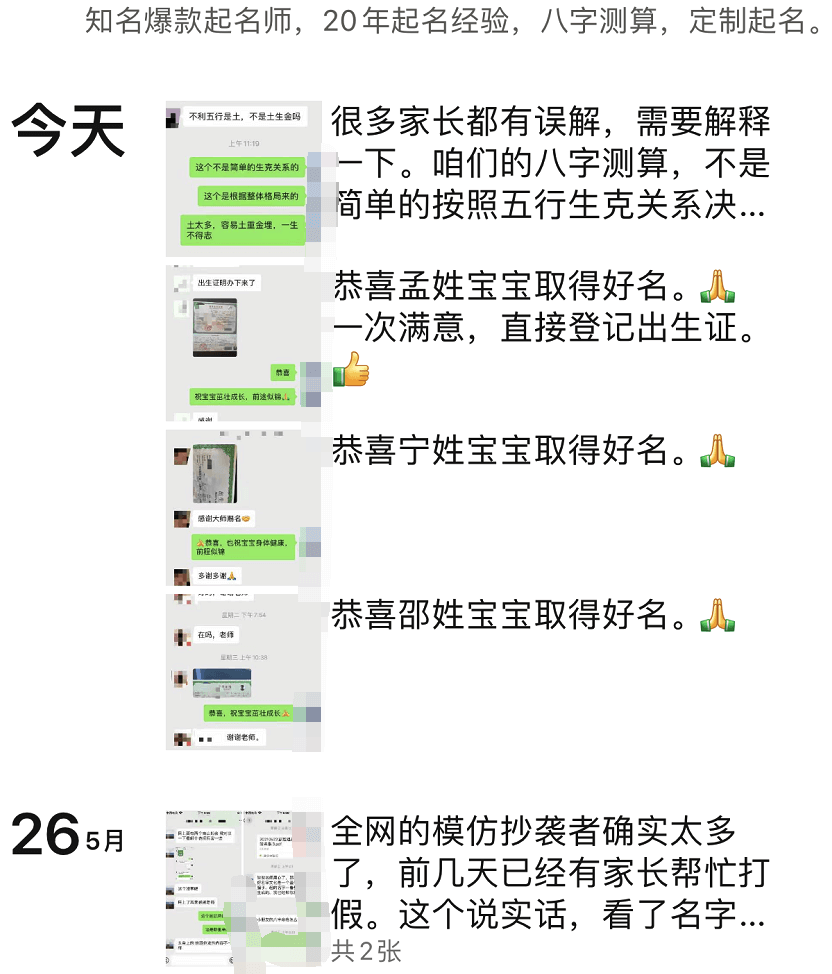 知名爆款起名师，20年起名经验，八字测算，定制起名。
今天
不利五行是土，不是土生金吗
上午11:19
这个不是简单的生克关系的
这个是根据整体格局来的
土太多，容易土重金埋，一生
不得志
很多家长都有误解，需要解释
一下。咱们的八字测算，不是
简单的按照五行生克关系决...
出生证明办下来了
恭喜
祝宝宝茁壮成长，前途似锦🙏
感谢
恭喜孟姓宝宝取得好名。🙏
一次满意，直接登记出生证。
👍
感谢大师赐名
恭喜，也祝宝宝身体健康，
前程似锦
多谢多谢🙏
恭喜宁姓宝宝取得好名。🙏
星期二 下午7:54
在吗，老师
星期三 上午10:39
恭喜，祝宝宝茁壮成长
谢谢老师。
恭喜邵姓宝宝取得好名。🙏
26 5月
全网的模仿抄袭者确实太多
了，前几天已经有家长帮忙打
假。这个说实话，看了名字...
共2张